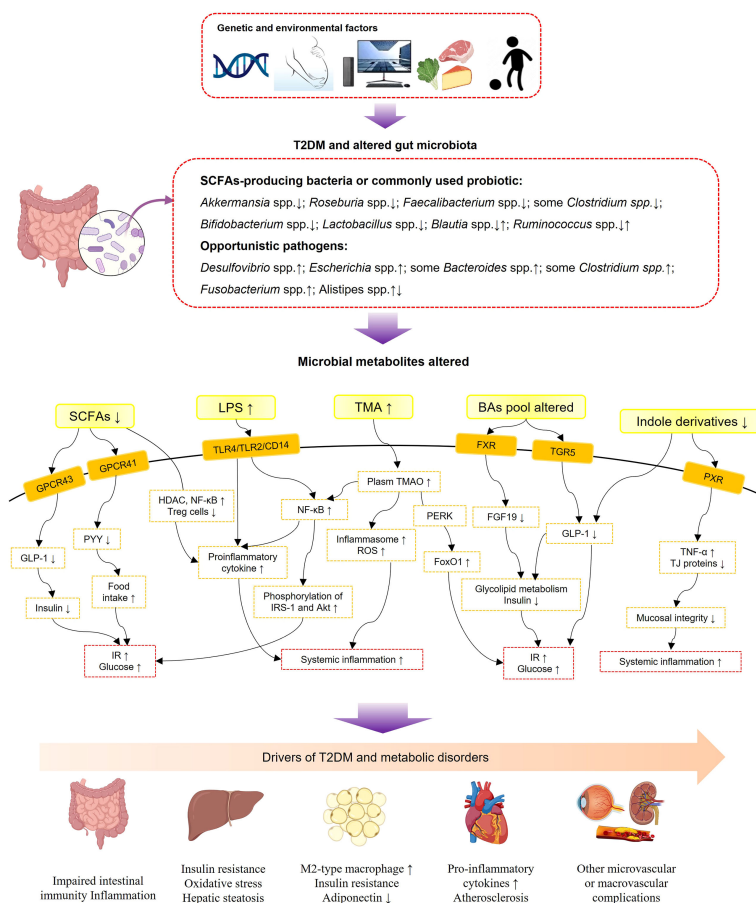 Genetic and environmental factors
T2DM and altered gut microbiota
SCFAs-producing bacteria or commonly used probiotic:
Akkermansia spp.↓; Roseburia spp.↓; Faecalibacterium spp.↓; some Clostridium spp.↓;
Bifidobacterium spp.↓; Lactobacillus spp.↓; Blautia spp.↓↑; Ruminococcus spp.↓↑
Opportunistic pathogens:
Desulfovibrio spp.↑; Escherichia spp.↑; some Bacteroides spp.↑; some Clostridium spp.↑;
Fusobacterium spp.↑; Alistipes spp.↑↓
Microbial metabolites altered
SCFAs ↓
LPS ↑
TMA ↑
BAs pool altered
Indole derivatives ↓
GPCR43
GPCR41
TLR4/TLR2/CD14
FXR
TGR5
PXR
HDAC, NF-κB ↑
Treg cells ↓
NF-κB ↑
Plasm TMAO ↑
PERK
FGF19 ↓
GLP-1 ↓
PYY ↓
GLP-1 ↓
Proinflammatory
cytokine ↑
Inflammasome ↑
ROS ↑
FoxO1 ↑
TNF-α ↑
TJ proteins ↓
Food
intake ↑
Insulin ↓
Phosphorylation of
IRS-1 and Akt ↑
Glycolipid metabolism
Insulin ↓
Mucosal integrity ↓
IR ↑
Glucose ↑
Systemic inflammation ↑
IR ↑
Glucose ↑
Systemic inflammation ↑
Drivers of T2DM and metabolic disorders
Impaired intestinal
immunity Inflammation
Insulin resistance
Oxidative stress
Hepatic steatosis
M2-type macrophage ↑
Insulin resistance
Adiponectin ↓
Pro-inflammatory
cytokines ↑
Atherosclerosis
Other microvascular
or macrovascular
complications